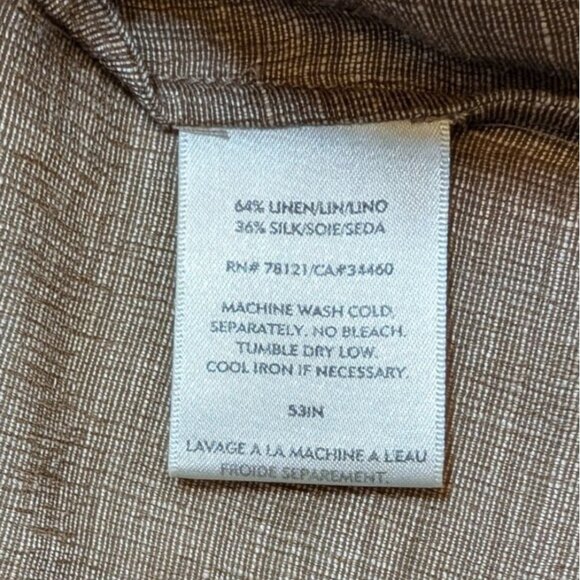 64% LINEN/LIN/LINO
36% SILK/SOIE/SEDA
RN# 78121/CA#34460
MACHINE WASH COLD,
SEPARATELY. NO BLEACH.
TUMBLE DRY LOW.
COOL IRON IF NECESSARY.
53IN
LAVAGE A LA MACHINE A L'EAU
FROIDE SEPAREMENT.